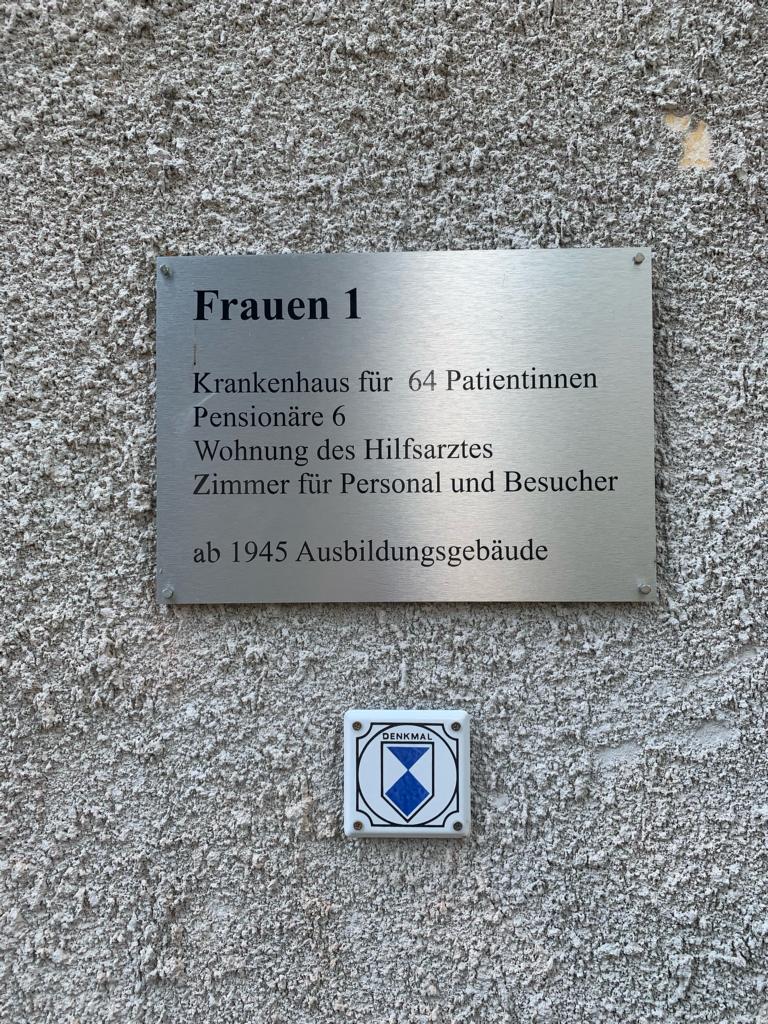 Frauen 1
Krankenhaus für 64 Patientinnen
Pensionäre 6
Wohnung des Hilfsarztes
Zimmer für Personal und Besucher
ab 1945 Ausbildungsgebäude
DENKMAL